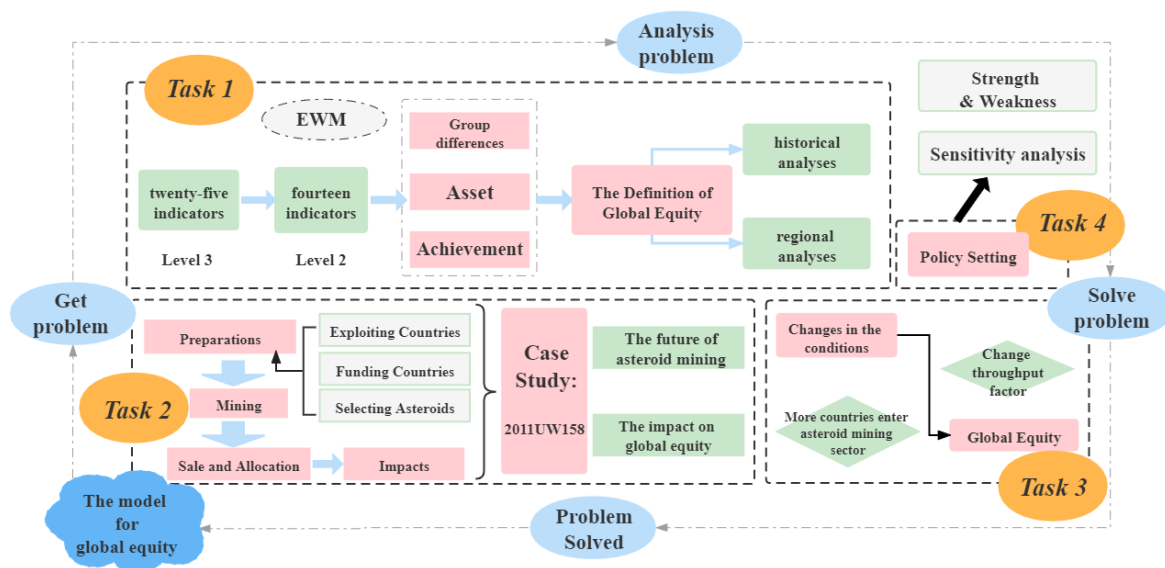 Analysis
problem
Task 1
EWM
Group
differences
Asset
Achievement
twenty-five
indicators
Level 3
fourteen
indicators
Level 2
The Definition of
Global Equity
historical
analyses
regional
analyses
Strength
& Weakness
Sensitivity analysis
Task 4
Policy Setting
Get
problem
Solve
problem
Task 2
Preparations
Mining
Sale and Allocation
Impacts
Exploiting Countries
Funding Countries
Selecting Asteroids
Case
Study:
2011UW158
The future of
asteroid mining
The impact on
global equity
Changes in the
conditions
Change
throughput
factor
More countries enter
asteroid mining
sector
Global Equity
Task 3
The model
for
global equity
Problem
Solved